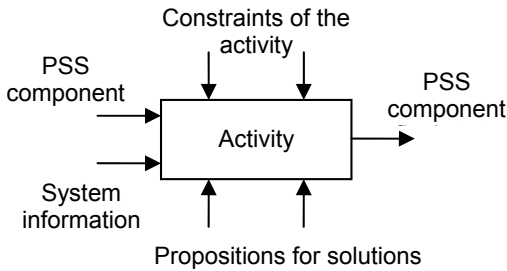 Constraints of the
activity
PSS
component
PSS
component
Activity
System
information
Propositions for solutions